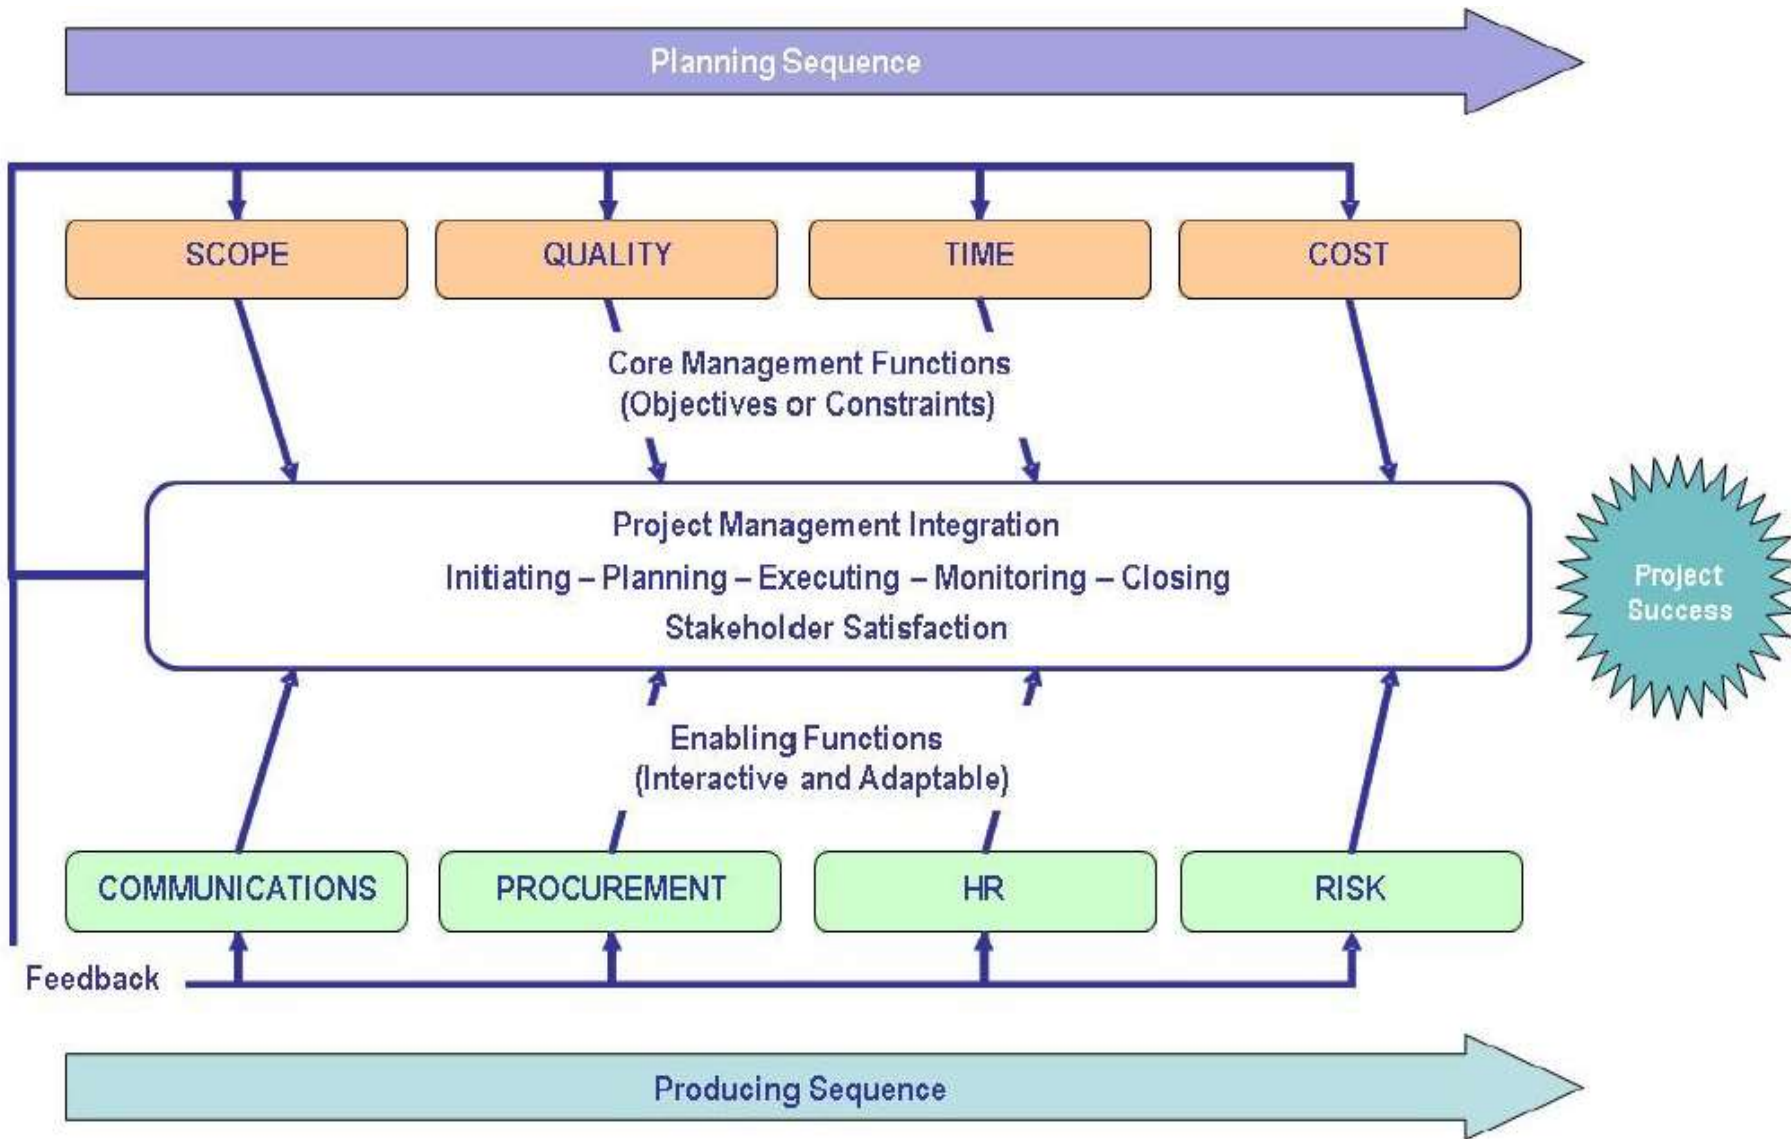 Planning Sequence
SCOPE
QUALITY
TIME
COST
Core Management Functions
(Objectives or Constraints)
Project Management Integration
Initiating – Planning – Executing – Monitoring – Closing
Stakeholder Satisfaction
Project
Success
Enabling Functions
(Interactive and Adaptable)
COMMUNICATIONS
PROCUREMENT
HR
RISK
Feedback
Producing Sequence